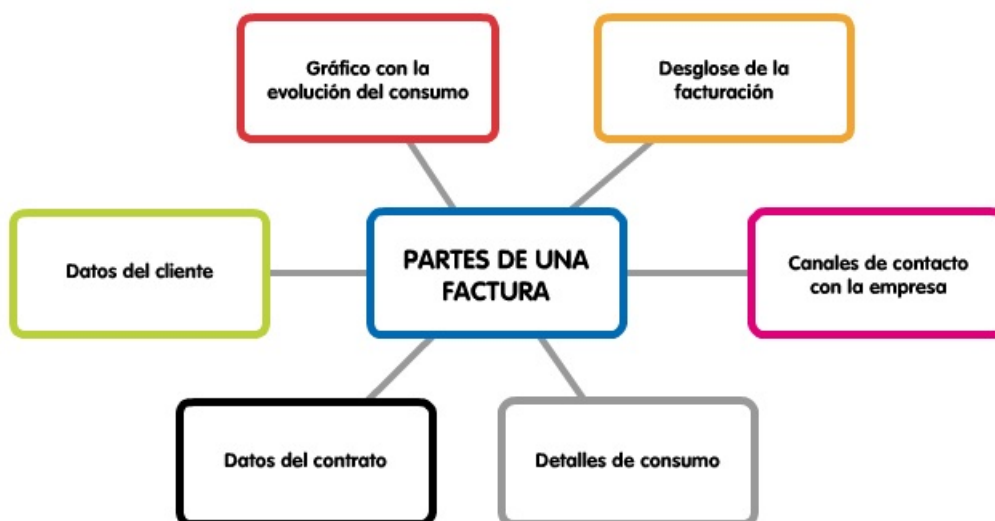 Gráfico con la
evolución del consumo
Desglose de la
facturación
Datos del cliente
PARTES DE UNA
FACTURA
Canales de contacto
con la empresa
Datos del contrato
Detalles de consumo